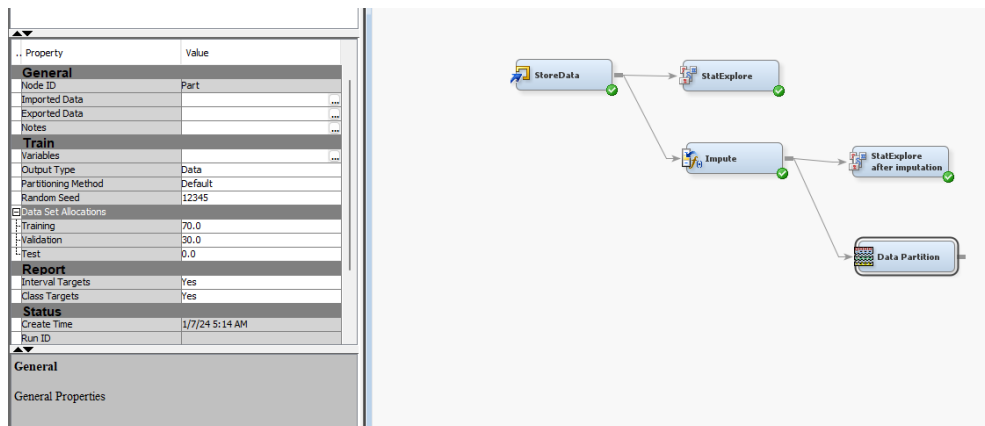 .. Property Value
General
Node ID Part
Imported Data ...
Exported Data ...
Notes ...
Train
Variables ...
Output Type Data
Partitioning Method Default
Random Seed 12345
Data Set Allocations
Training 70.0
Validation 30.0
Test 0.0
Report
Interval Targets Yes
Class Targets Yes
Status
Create Time 1/7/24 5:14 AM
Run ID
General
General Properties
StoreData
StatExplore
Impute
StatExplore
after imputation
Data Partition